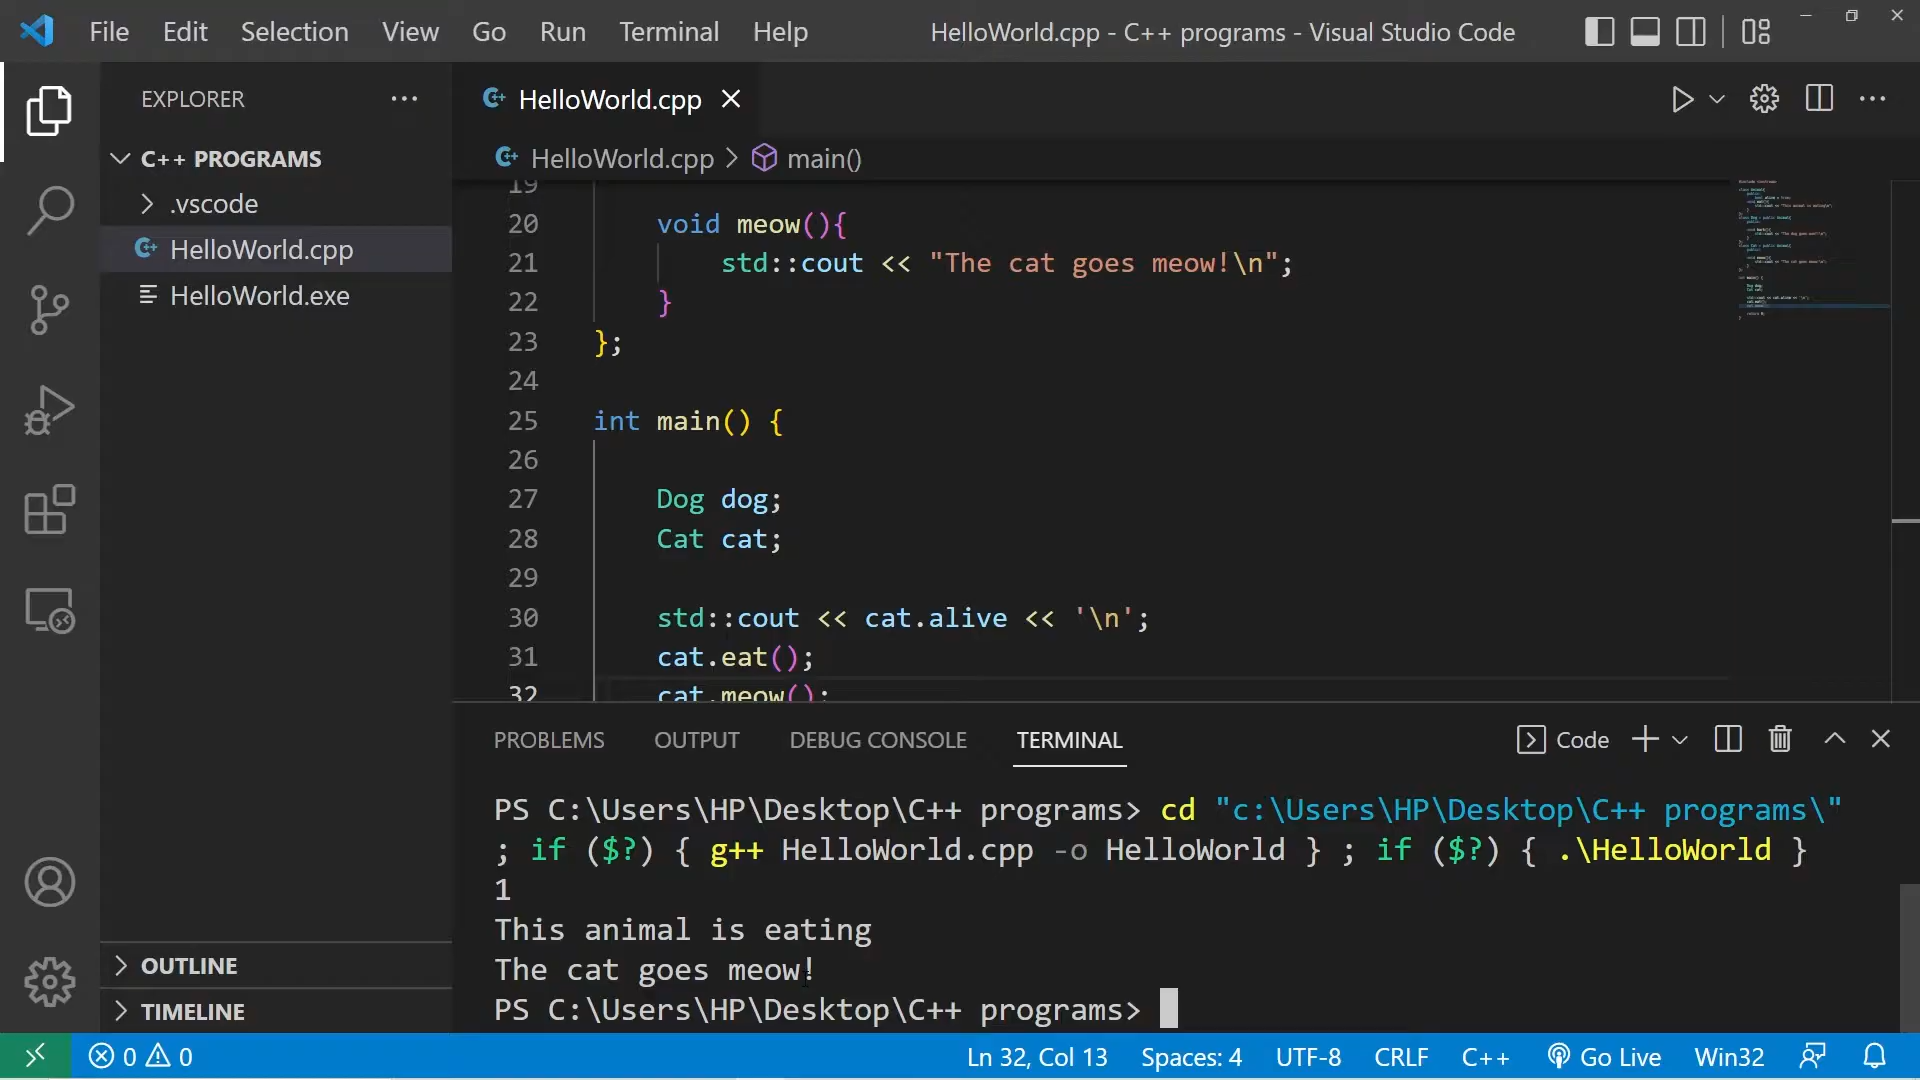 File Edit Selection View Go Run Terminal Help HelloWorld.cpp - C++ programs - Visual Studio Code
EXPLORER
C++ PROGRAMS
.vscode
HelloWorld.cpp
HelloWorld.exe
OUTLINE
TIMELINE
HelloWorld.cpp
HelloWorld.cpp > main()
19
20 void meow(){
21 std::cout << "The cat goes meow!\n";
22 }
23 };
24
25 int main() {
26
27 Dog dog;
28 Cat cat;
29
30 std::cout << cat.alive << '\n';
31 cat.eat();
32 cat.meow();
PROBLEMS OUTPUT DEBUG CONSOLE TERMINAL Code
PS C:\Users\HP\Desktop\C++ programs> cd "c:\Users\HP\Desktop\C++ programs\"
; if ($?) { g++ HelloWorld.cpp -o HelloWorld } ; if ($?) { .\HelloWorld }
1
This animal is eating
The cat goes meow!
PS C:\Users\HP\Desktop\C++ programs>
0 0 Ln 32, Col 13 Spaces: 4 UTF-8 CRLF C++ Go Live Win32